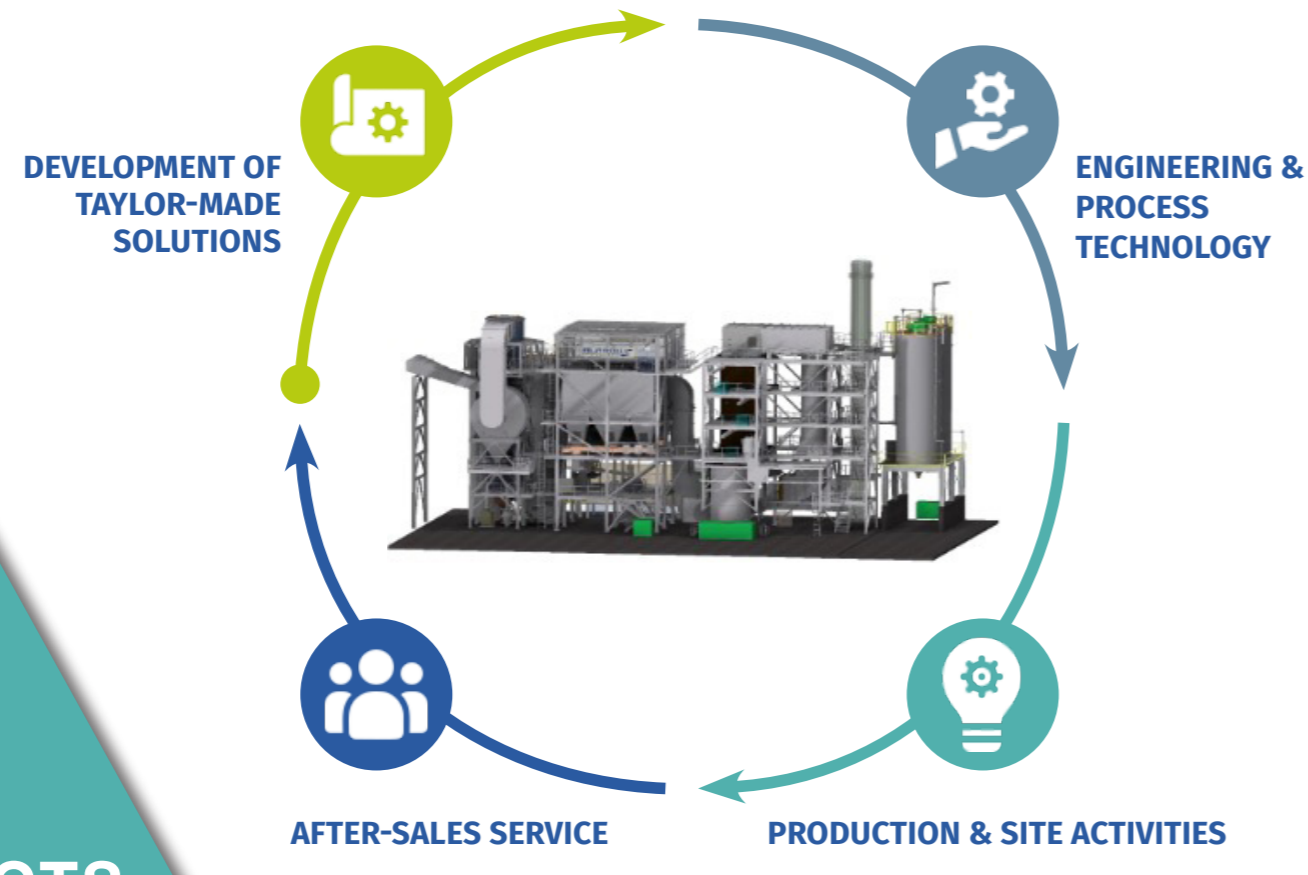 DEVELOPMENT OF
TAYLOR-MADE
SOLUTIONS
ENGINEERING &
PROCESS
TECHNOLOGY
AFTER-SALES SERVICE
PRODUCTION & SITE ACTIVITIES